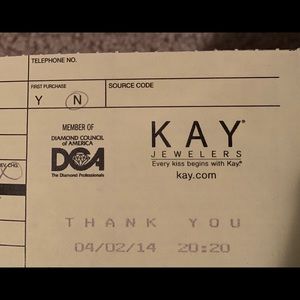 TELEPHONE NO.
FIRST PURCHASE
SOURCE CODE
Y N
MEMBER OF
DIAMOND COUNCIL
of AMERICA
DCA
The Diamond Professionals
KAY®
JEWELERS
Every kiss begins with Kay®
kay.com
THANK YOU
04/02/14 20:20